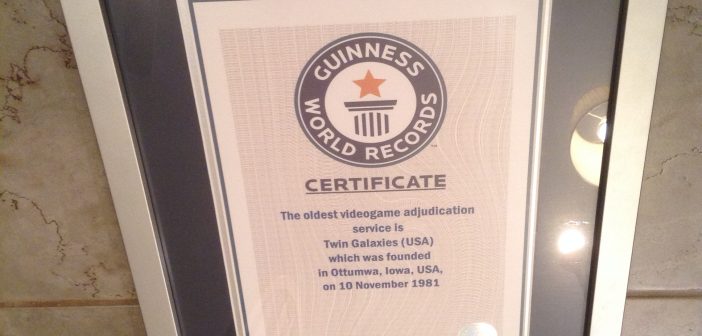 GUINNESS
WORLD RECORDS
™
CERTIFICATE
The oldest videogame adjudication
service is
Twin Galaxies (USA)
which was founded
in Ottumwa, Iowa, USA,
on 10 November 1981